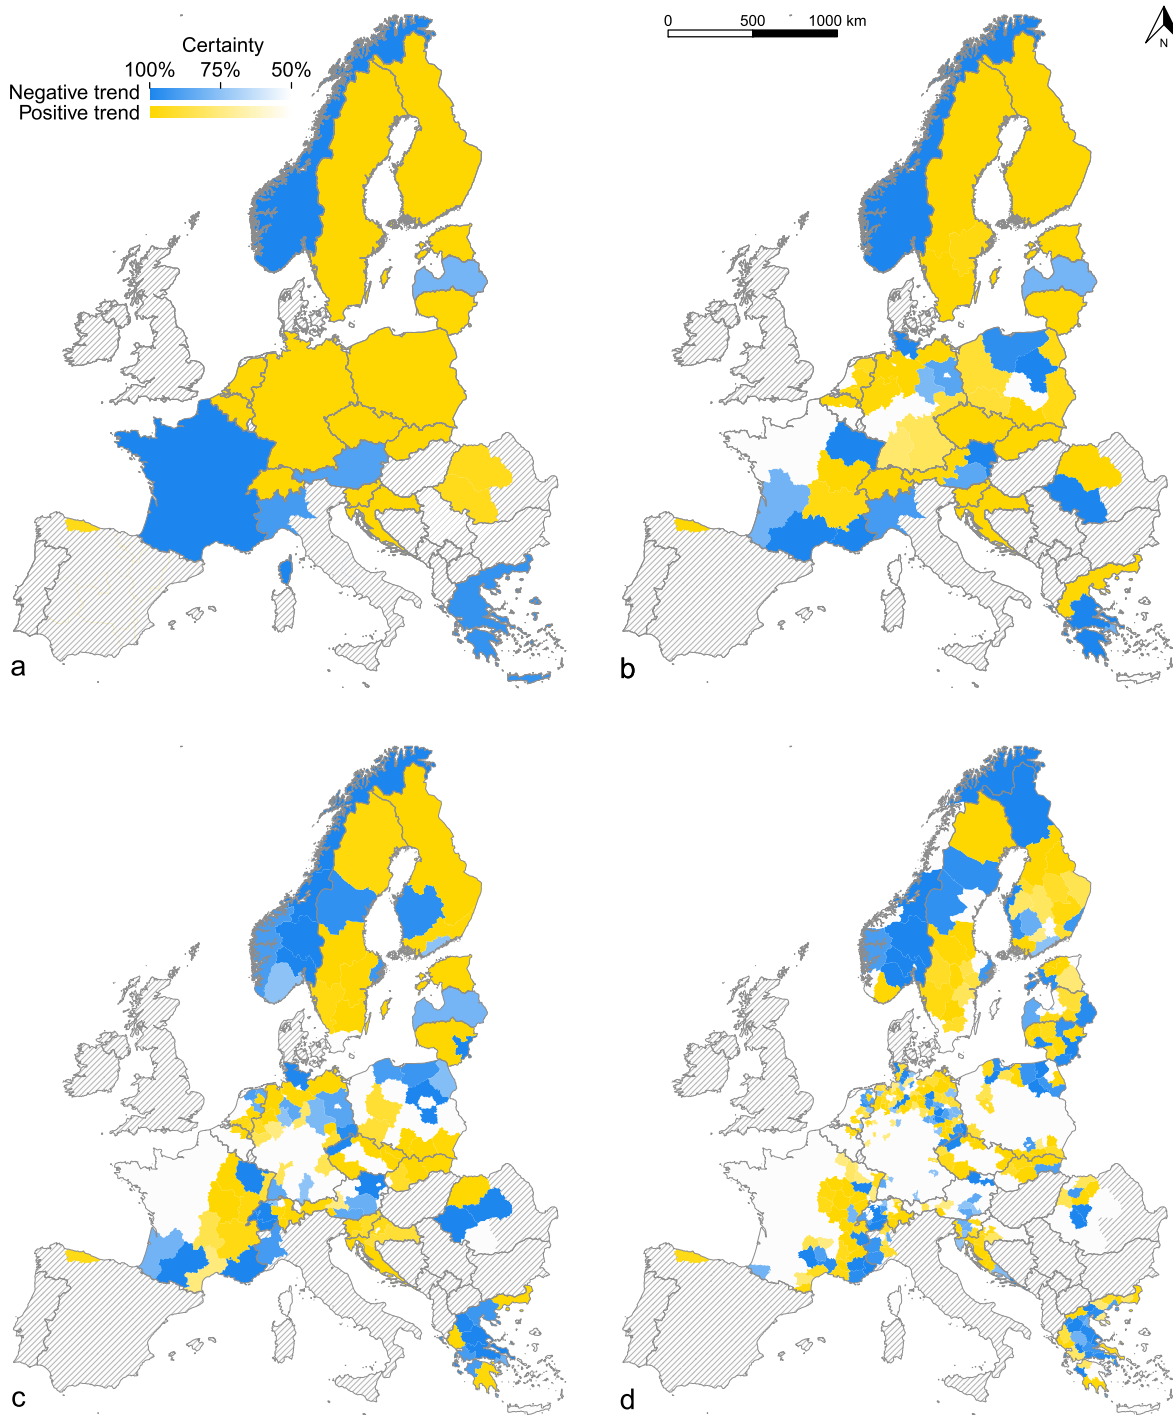 Certainty
100% 75% 50%
Negative trend
Positive trend
0 500 1000 km
N
a
b
c
d